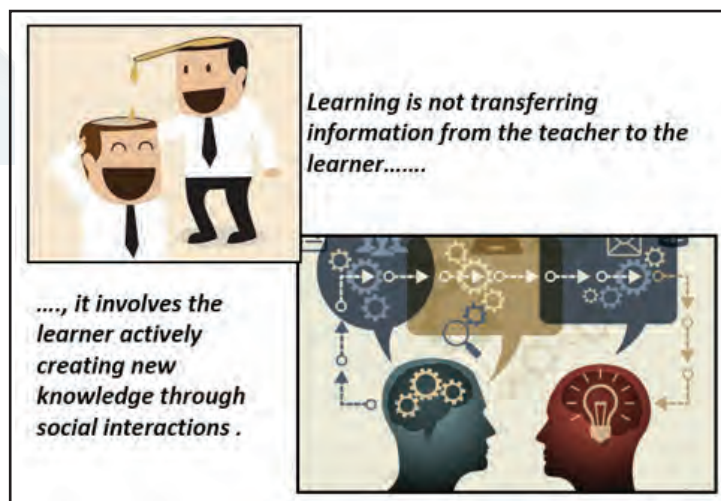 Learning is not transferring
information from the teacher to the
learner.......
...., it involves the
learner actively
creating new
knowledge through
social interactions .